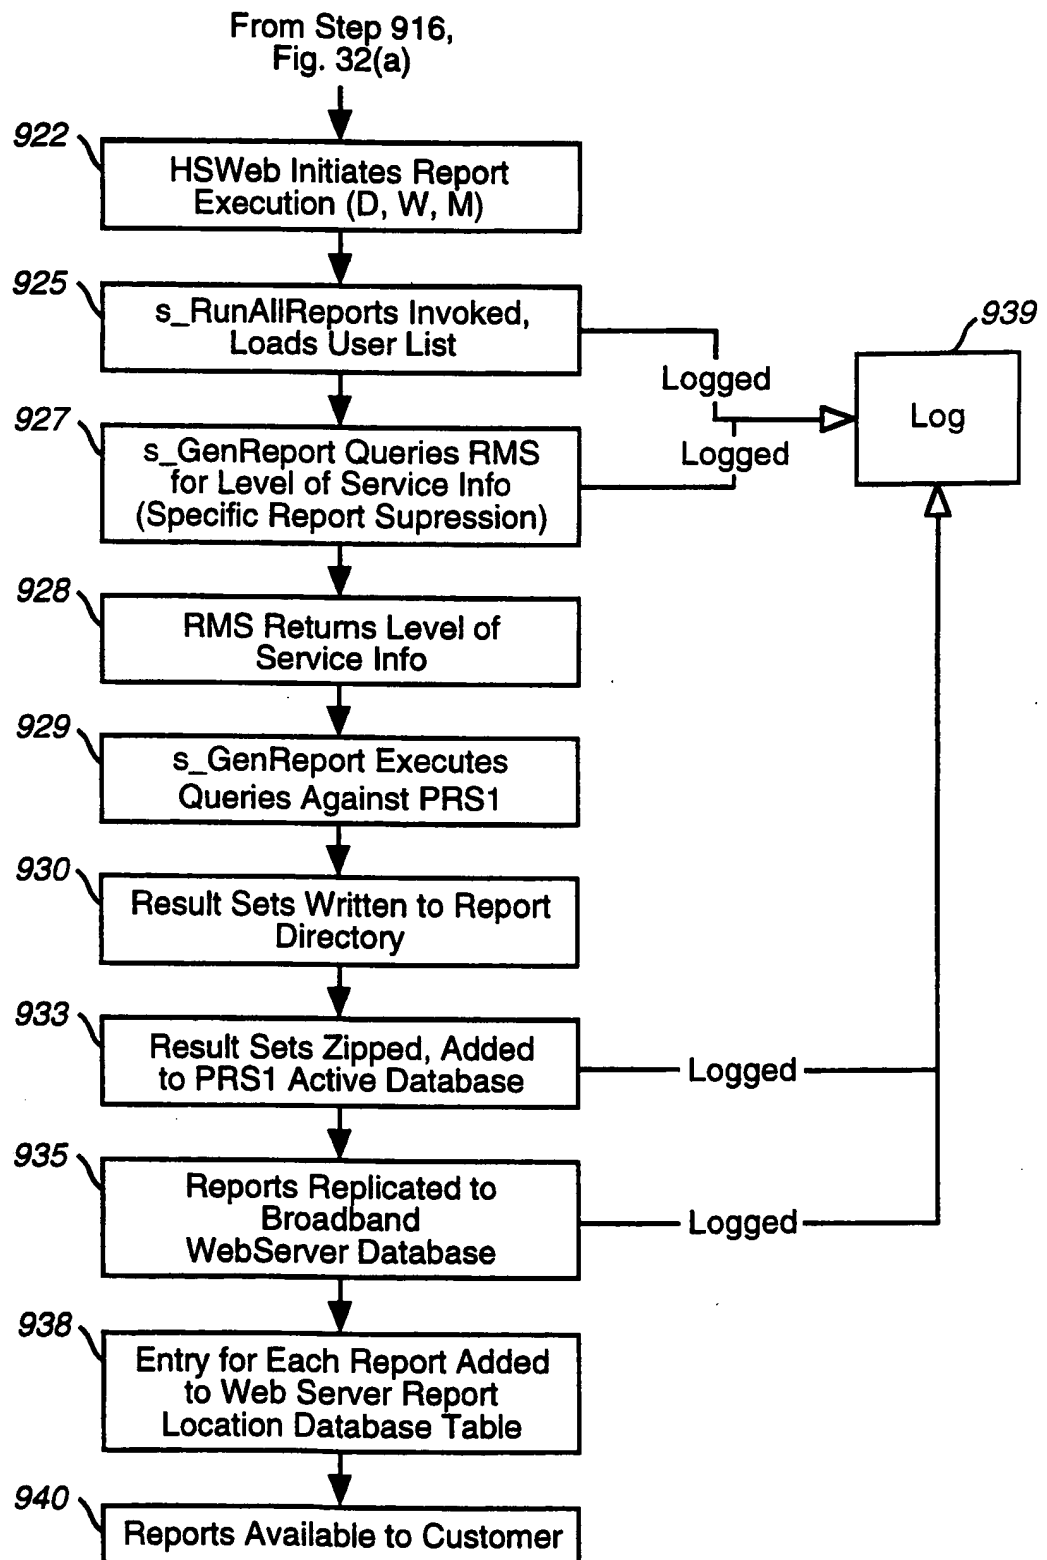 From Step 916,
Fig. 32(a)
922
HSWeb Initiates Report
Execution (D, W, M)
925
s_RunAllReports Invoked,
Loads User List
939
Logged
Log
927
s_GenReport Queries RMS
for Level of Service Info
(Specific Report Supression)
Logged
928
RMS Returns Level of
Service Info
929
s_GenReport Executes
Queries Against PRS1
930
Result Sets Written to Report
Directory
933
Result Sets Zipped, Added
to PRS1 Active Database
Logged
935
Reports Replicated to
Broadband
WebServer Database
Logged
938
Entry for Each Report Added
to Web Server Report
Location Database Table
940
Reports Available to Customer